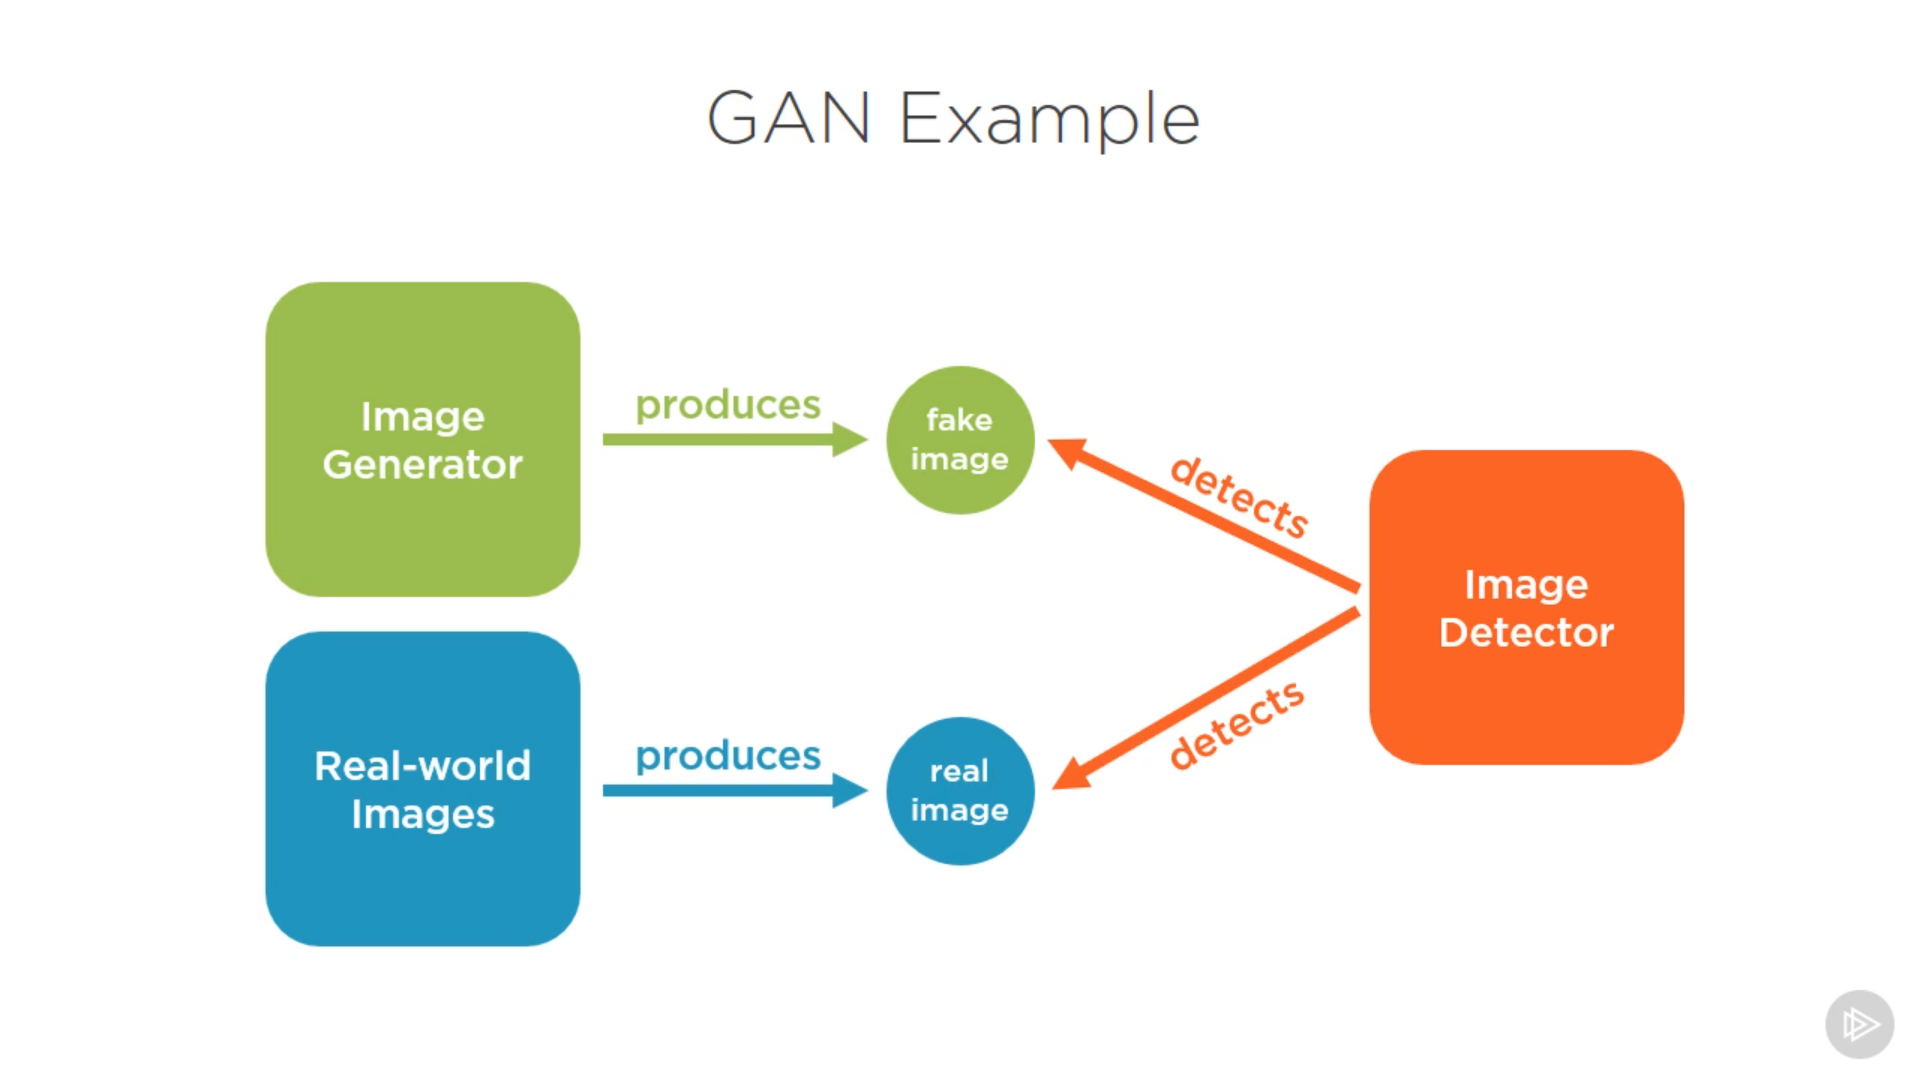 GAN Example
Image
Generator
produces
fake
image
detects
Image
Detector
Real-world
Images
produces
real
image
detects